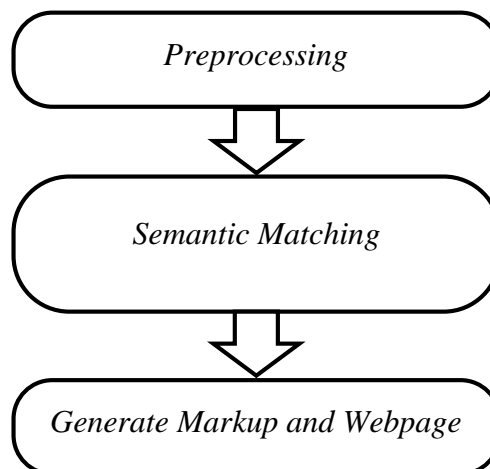 Preprocessing
Semantic Matching
Generate Markup and Webpage